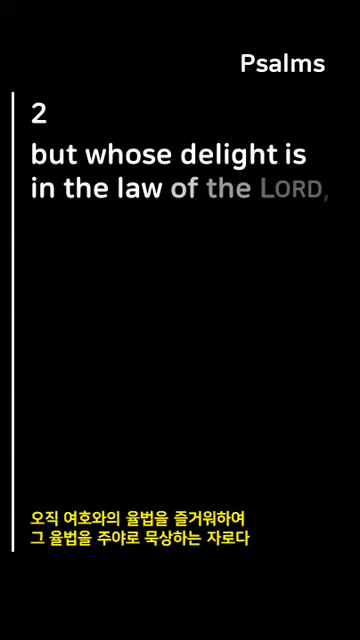 Psalms
2
but whose delight is
in the law of the LORD,
오직 여호와의 율법을 즐거워하여
그 율법을 주야로 묵상하는 자로다